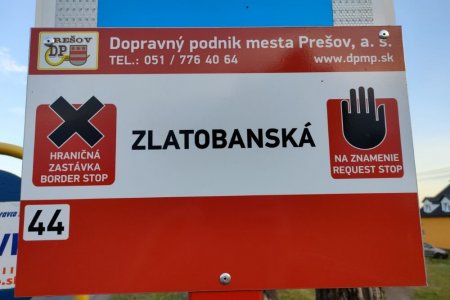 PREŠOV
DP
Dopravný podnik mesta Prešov, a. s.
TEL.: 051 / 776 40 64
www.dpmp.sk
HRANIČNÁ
ZASTÁVKA
BORDER STOP
ZLATOBANSKÁ
NA ZNAMENIE
REQUEST STOP
44